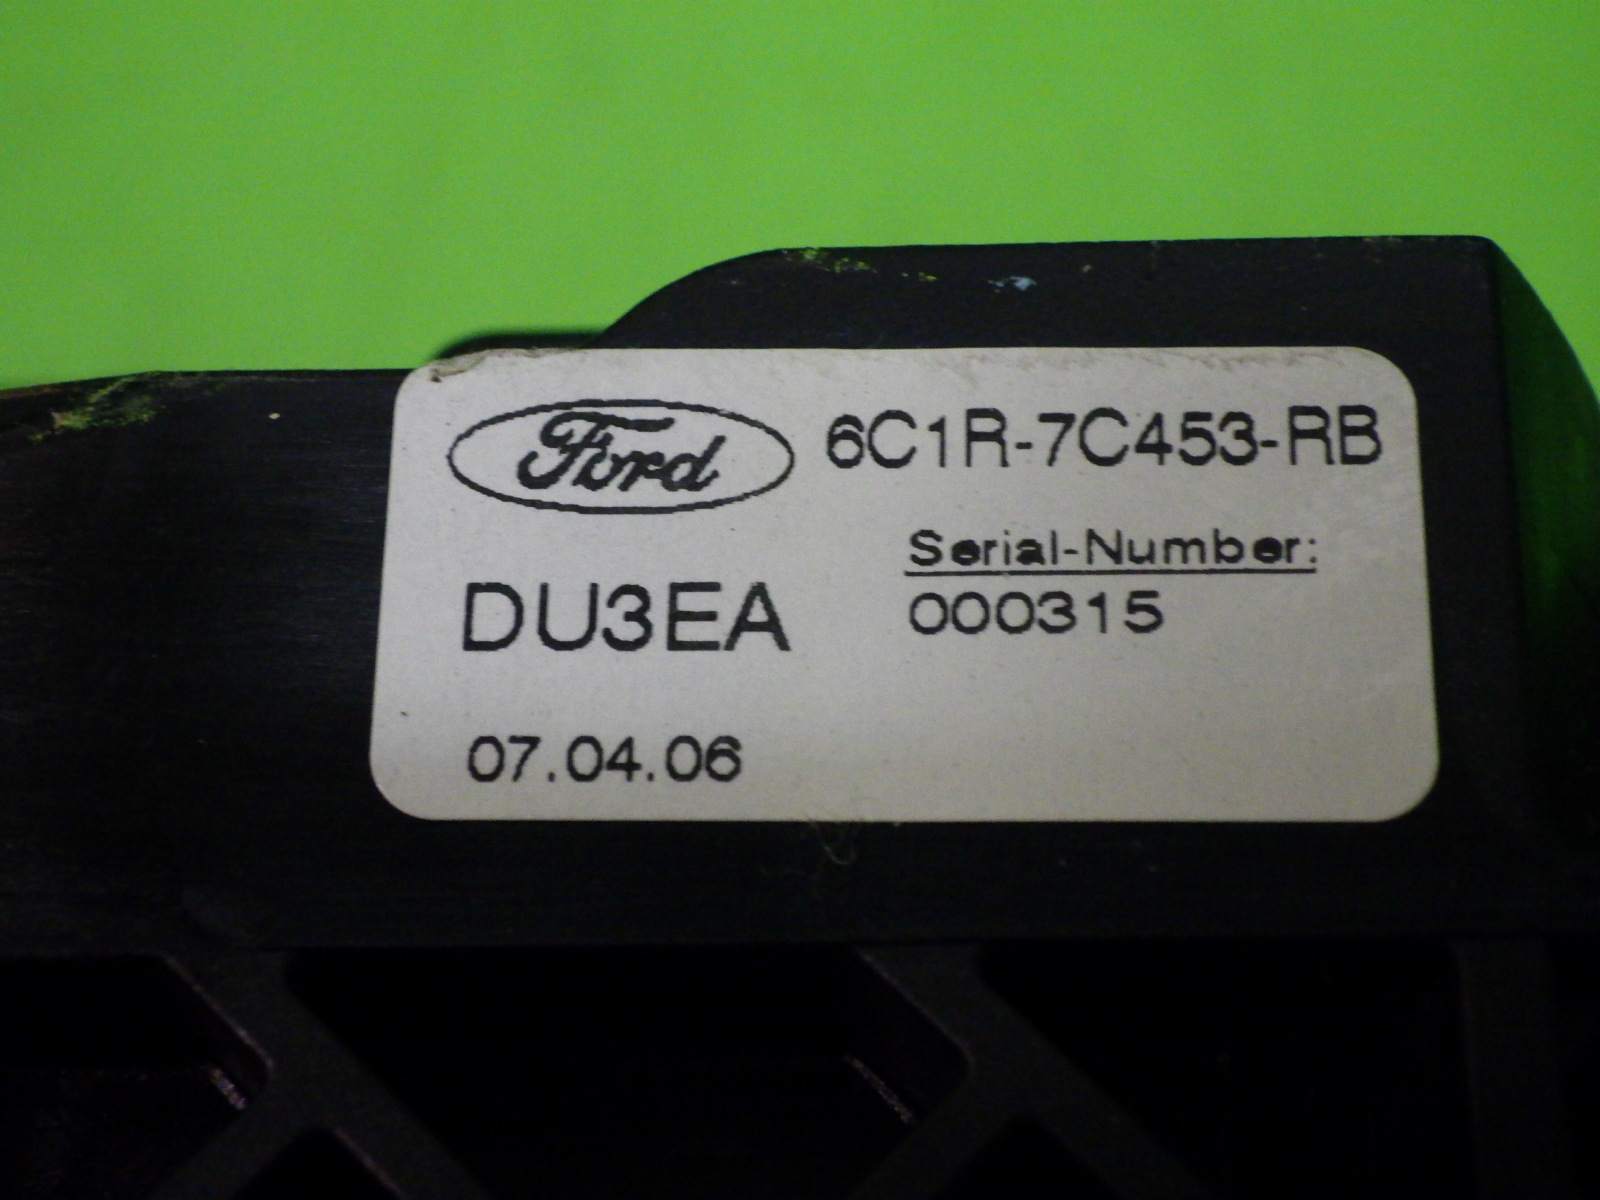 Ford 6C1R-7C453-RB
Serial-Number:
DU3EA 000315
07.04.06